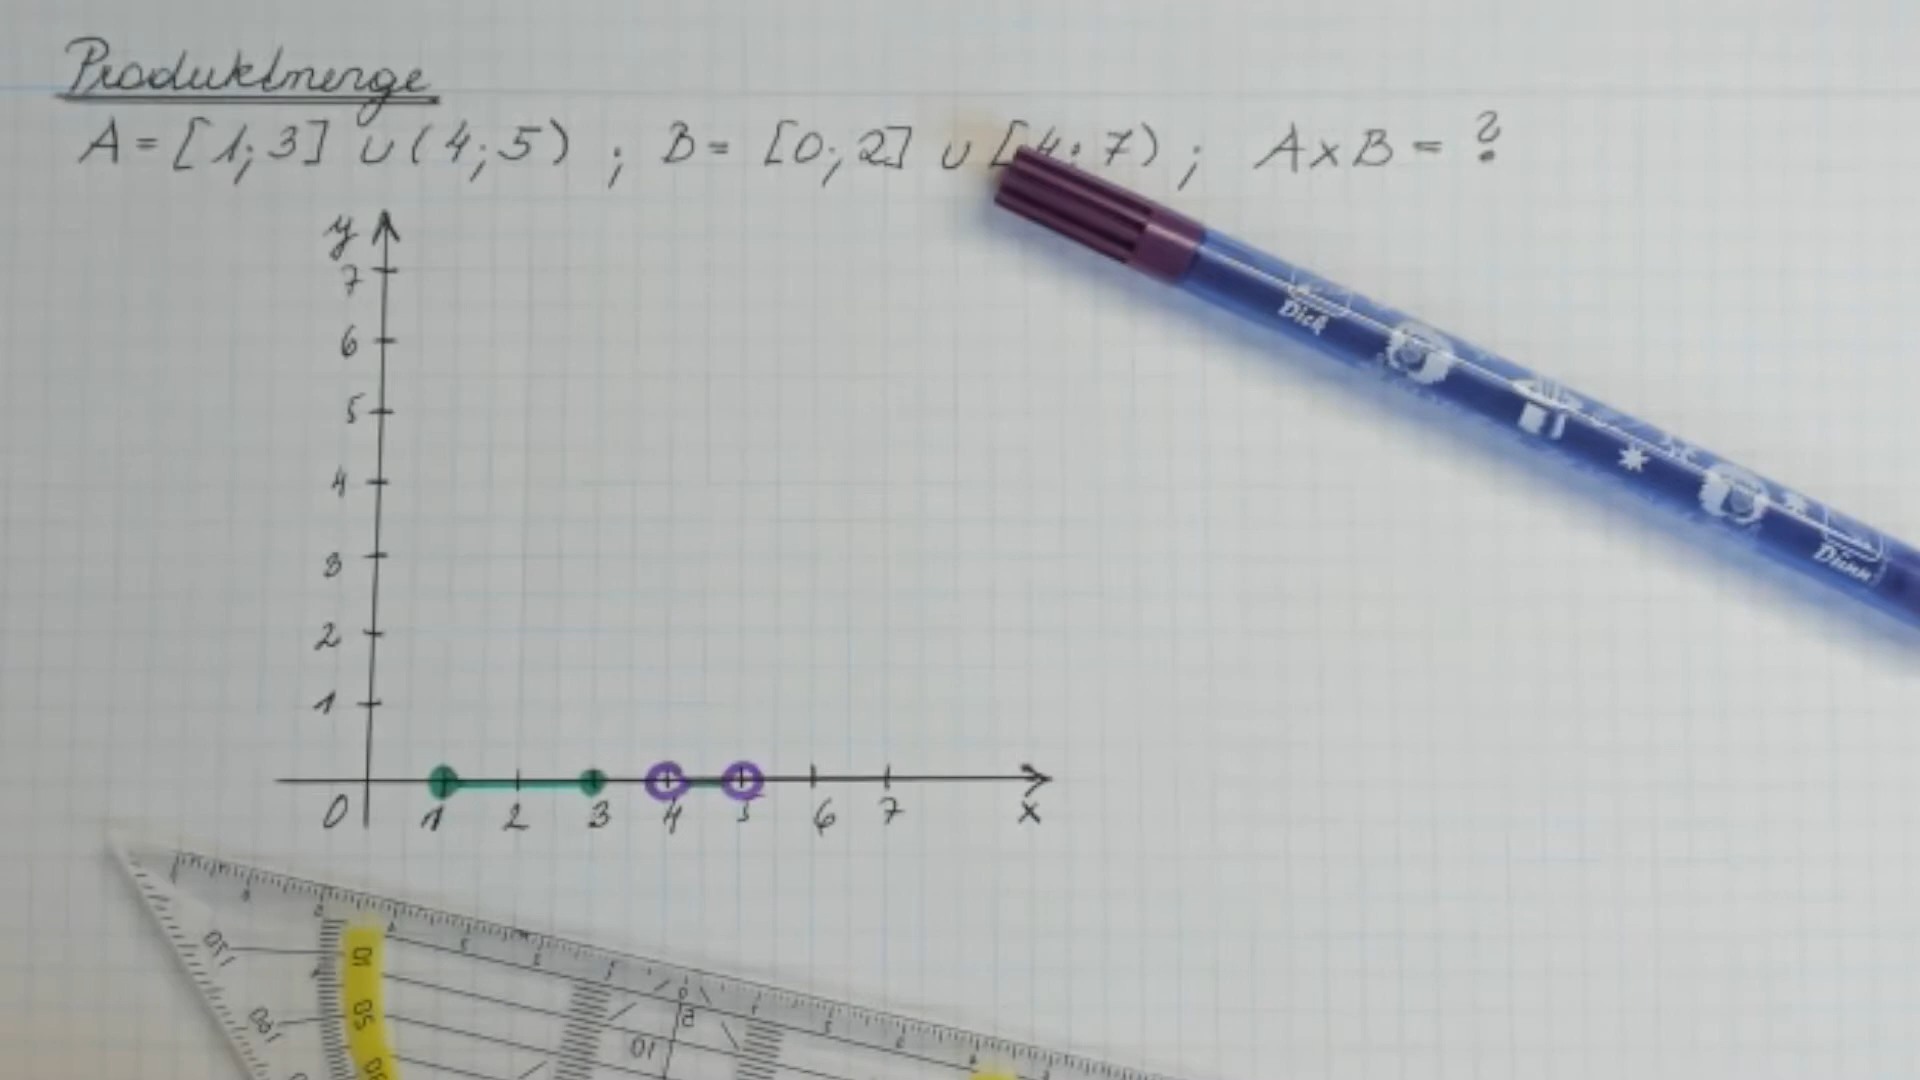 Produktmenge
A = [1;3] ∪ (4;5) ; B = [0;2] ∪ [4;7) ; A x B = ?
y
7
6
5
4
3
2
1
0 1 2 3 4 5 6 7 x
Dick
Dünn
10